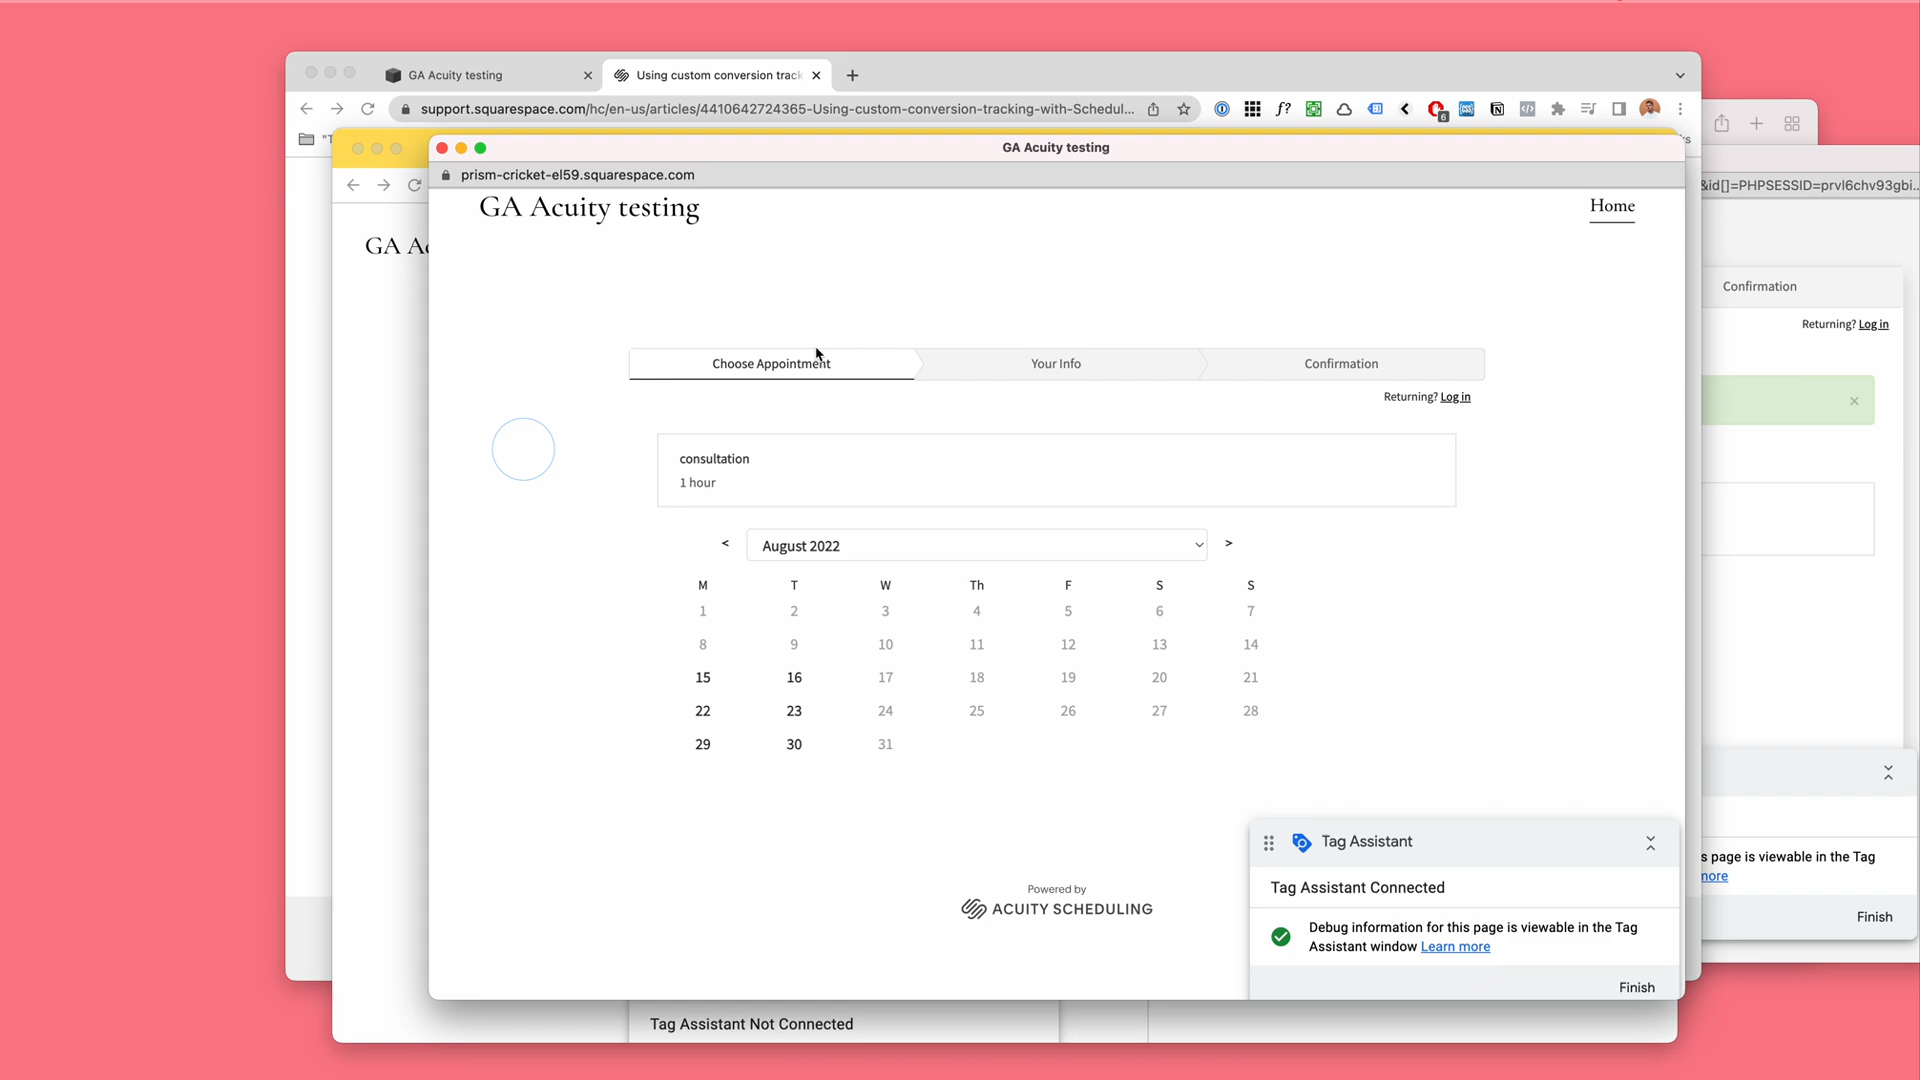 GA Acuity testing
Using custom conversion track
support.squarespace.com/hc/en-us/articles/4410642724365-Using-custom-conversion-tracking-with-Schedul...
f?
6
GA Acuity testing
prism-cricket-el59.squarespace.com
&id[]=PHPSESSID=prvl6chv93gbi...
GA Acuity testing
Home
GA Ac
Confirmation
Returning? Log in
Choose Appointment
Your Info
Confirmation
Returning? Log in
consultation
1 hour
< August 2022 >
M T W Th F S S
1 2 3 4 5 6 7
8 9 10 11 12 13 14
15 16 17 18 19 20 21
22 23 24 25 26 27 28
29 30 31
Powered by
ACUITY SCHEDULING
Tag Assistant
Tag Assistant Connected
Debug information for this page is viewable in the Tag
Assistant window Learn more
Finish
s page is viewable in the Tag
more
Finish
Tag Assistant Not Connected